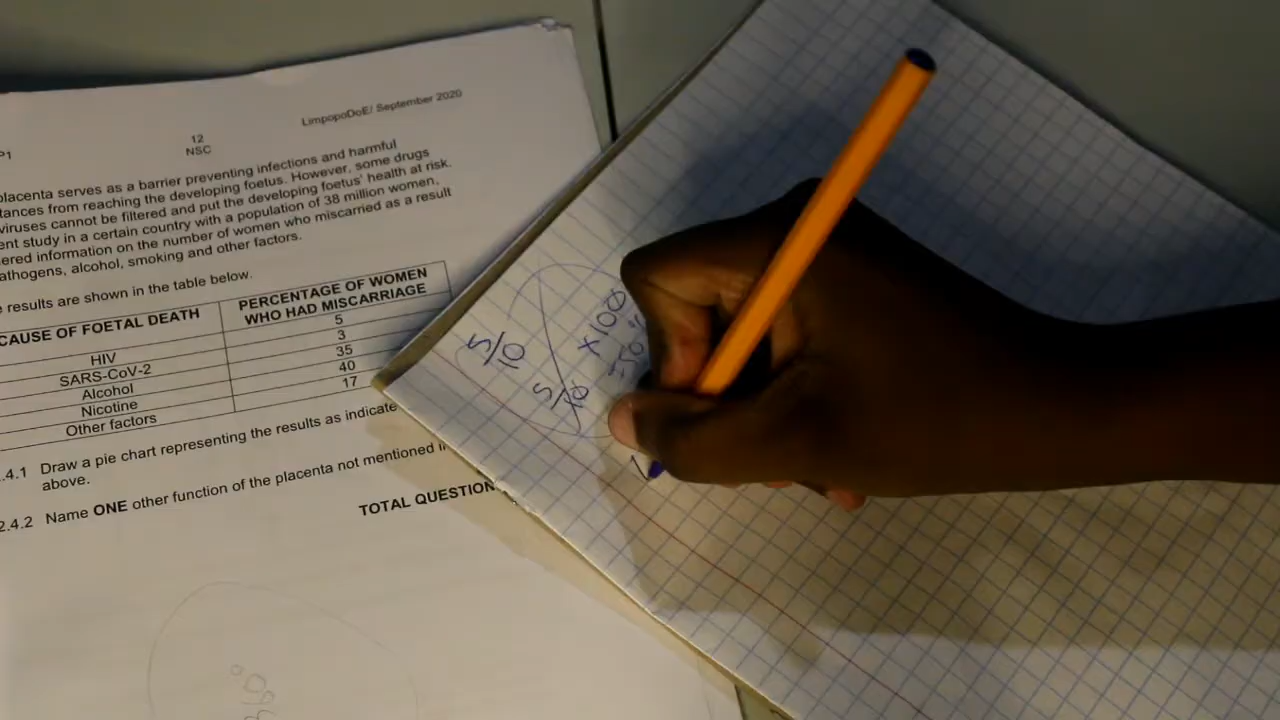 LimpopoDoE/ September 2020
P1
12
NSC
placenta serves as a barrier preventing infections and harmful
tances from reaching the developing foetus. However, some drugs
viruses cannot be filtered and put the developing foetus' health at risk.
ent study in a certain country with a population of 38 million women,
ered information on the number of women who miscarried as a result
athogens, alcohol, smoking and other factors.
e results are shown in the table below.
CAUSE OF FOETAL DEATH
PERCENTAGE OF WOMEN
WHO HAD MISCARRIAGE
HIV 5
SARS-CoV-2 3
Alcohol 35
Nicotine 40
Other factors 17
.4.1 Draw a pie chart representing the results as indicate
above.
2.4.2 Name ONE other function of the placenta not mentioned i
TOTAL QUESTION
5/10
5/10 x100
=50%